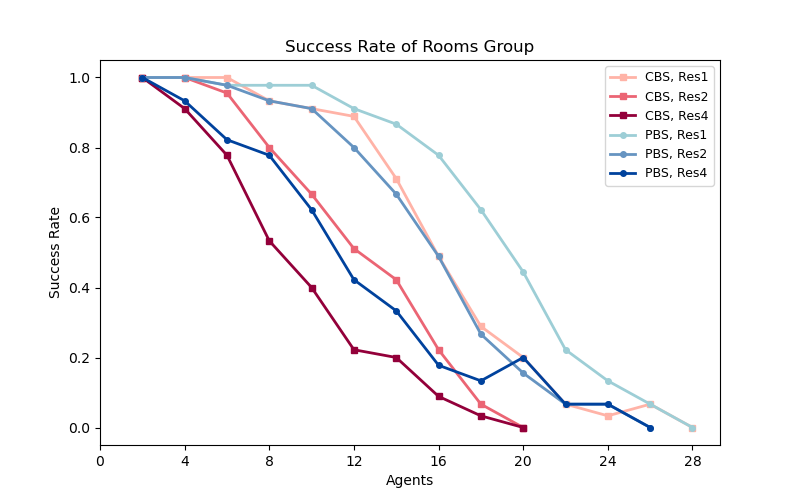 Success Rate of Rooms Group
1.0
0.8
0.6
0.4
0.2
0.0
Success Rate
0 4 8 12 16 20 24 28
Agents
CBS, Res1
CBS, Res2
CBS, Res4
PBS, Res1
PBS, Res2
PBS, Res4